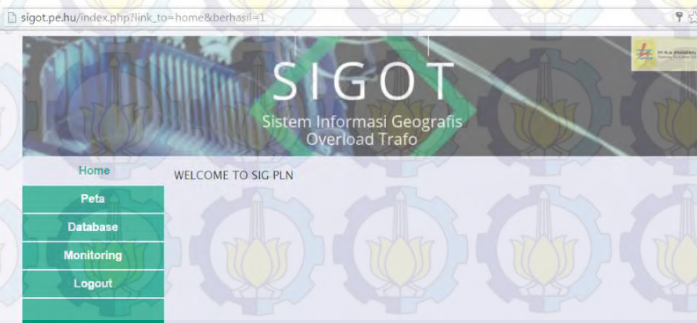 sigot.pe.hu/index.php?link_to=home&berhasil=1
SIGOT
Sistem Informasi Geografis
Overload Trafo
Home
WELCOME TO SIG PLN
Peta
Database
Monitoring
Logout